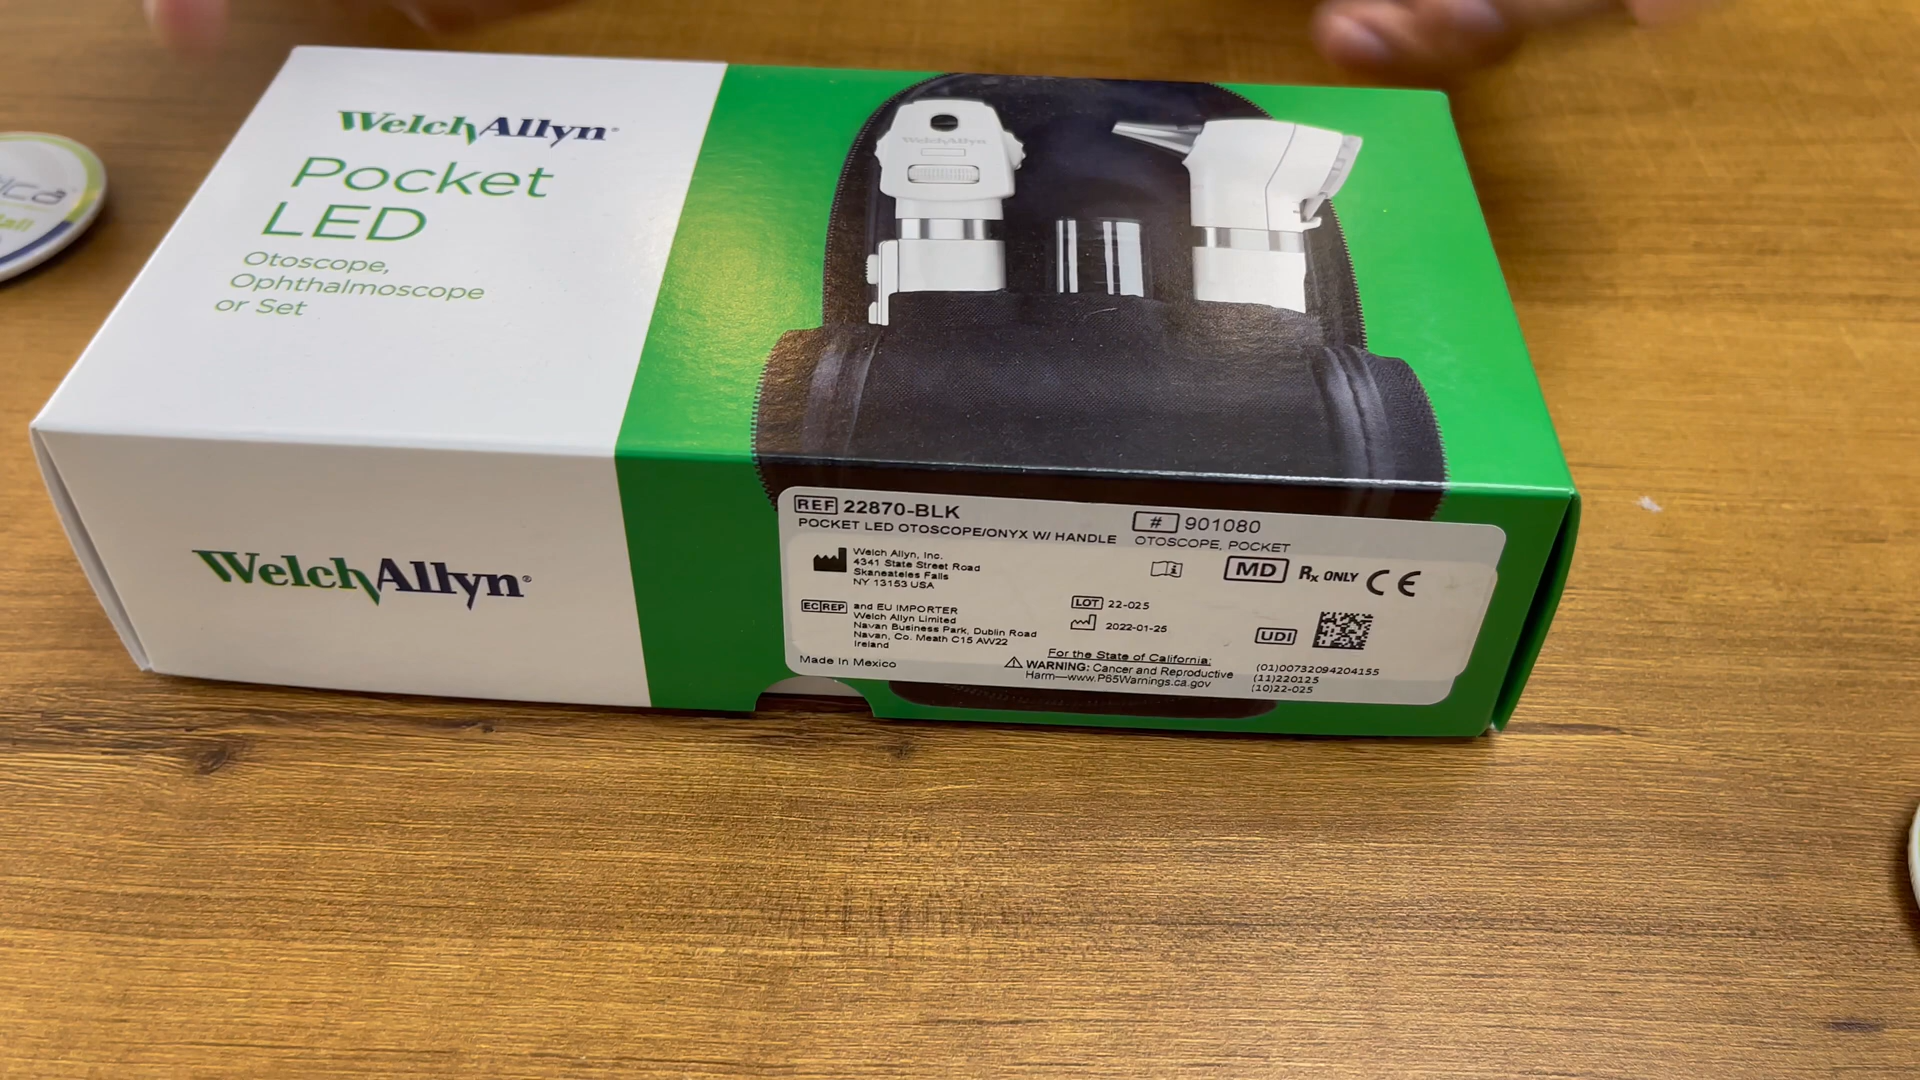 WelchAllyn®
Pocket
LED
Otoscope,
Ophthalmoscope
or Set
WelchAllyn
WelchAllyn®
REF 22870-BLK
POCKET LED OTOSCOPE/ONYX W/ HANDLE
# 901080
OTOSCOPE, POCKET
Welch Allyn, Inc.
4341 State Street Road
Skaneateles Falls
NY 13153 USA
MD Rx ONLY CE
EC REP and EU IMPORTER
Welch Allyn Limited
Navan Business Park, Dublin Road
Navan, Co. Meath C15 AW22
Ireland
LOT 22-025
2022-01-25
UDI
Made In Mexico
For the State of California:
WARNING: Cancer and Reproductive
Harm—www.P65Warnings.ca.gov
(01)00732094204155
(11)220125
(10)22-025